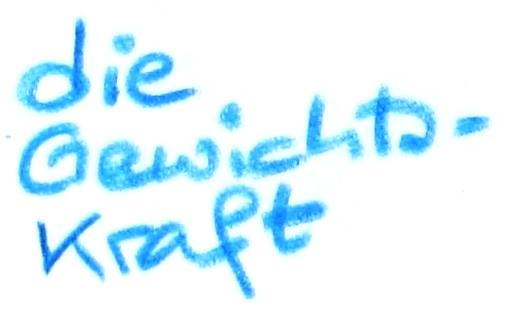 die
Gewichts-
kraft